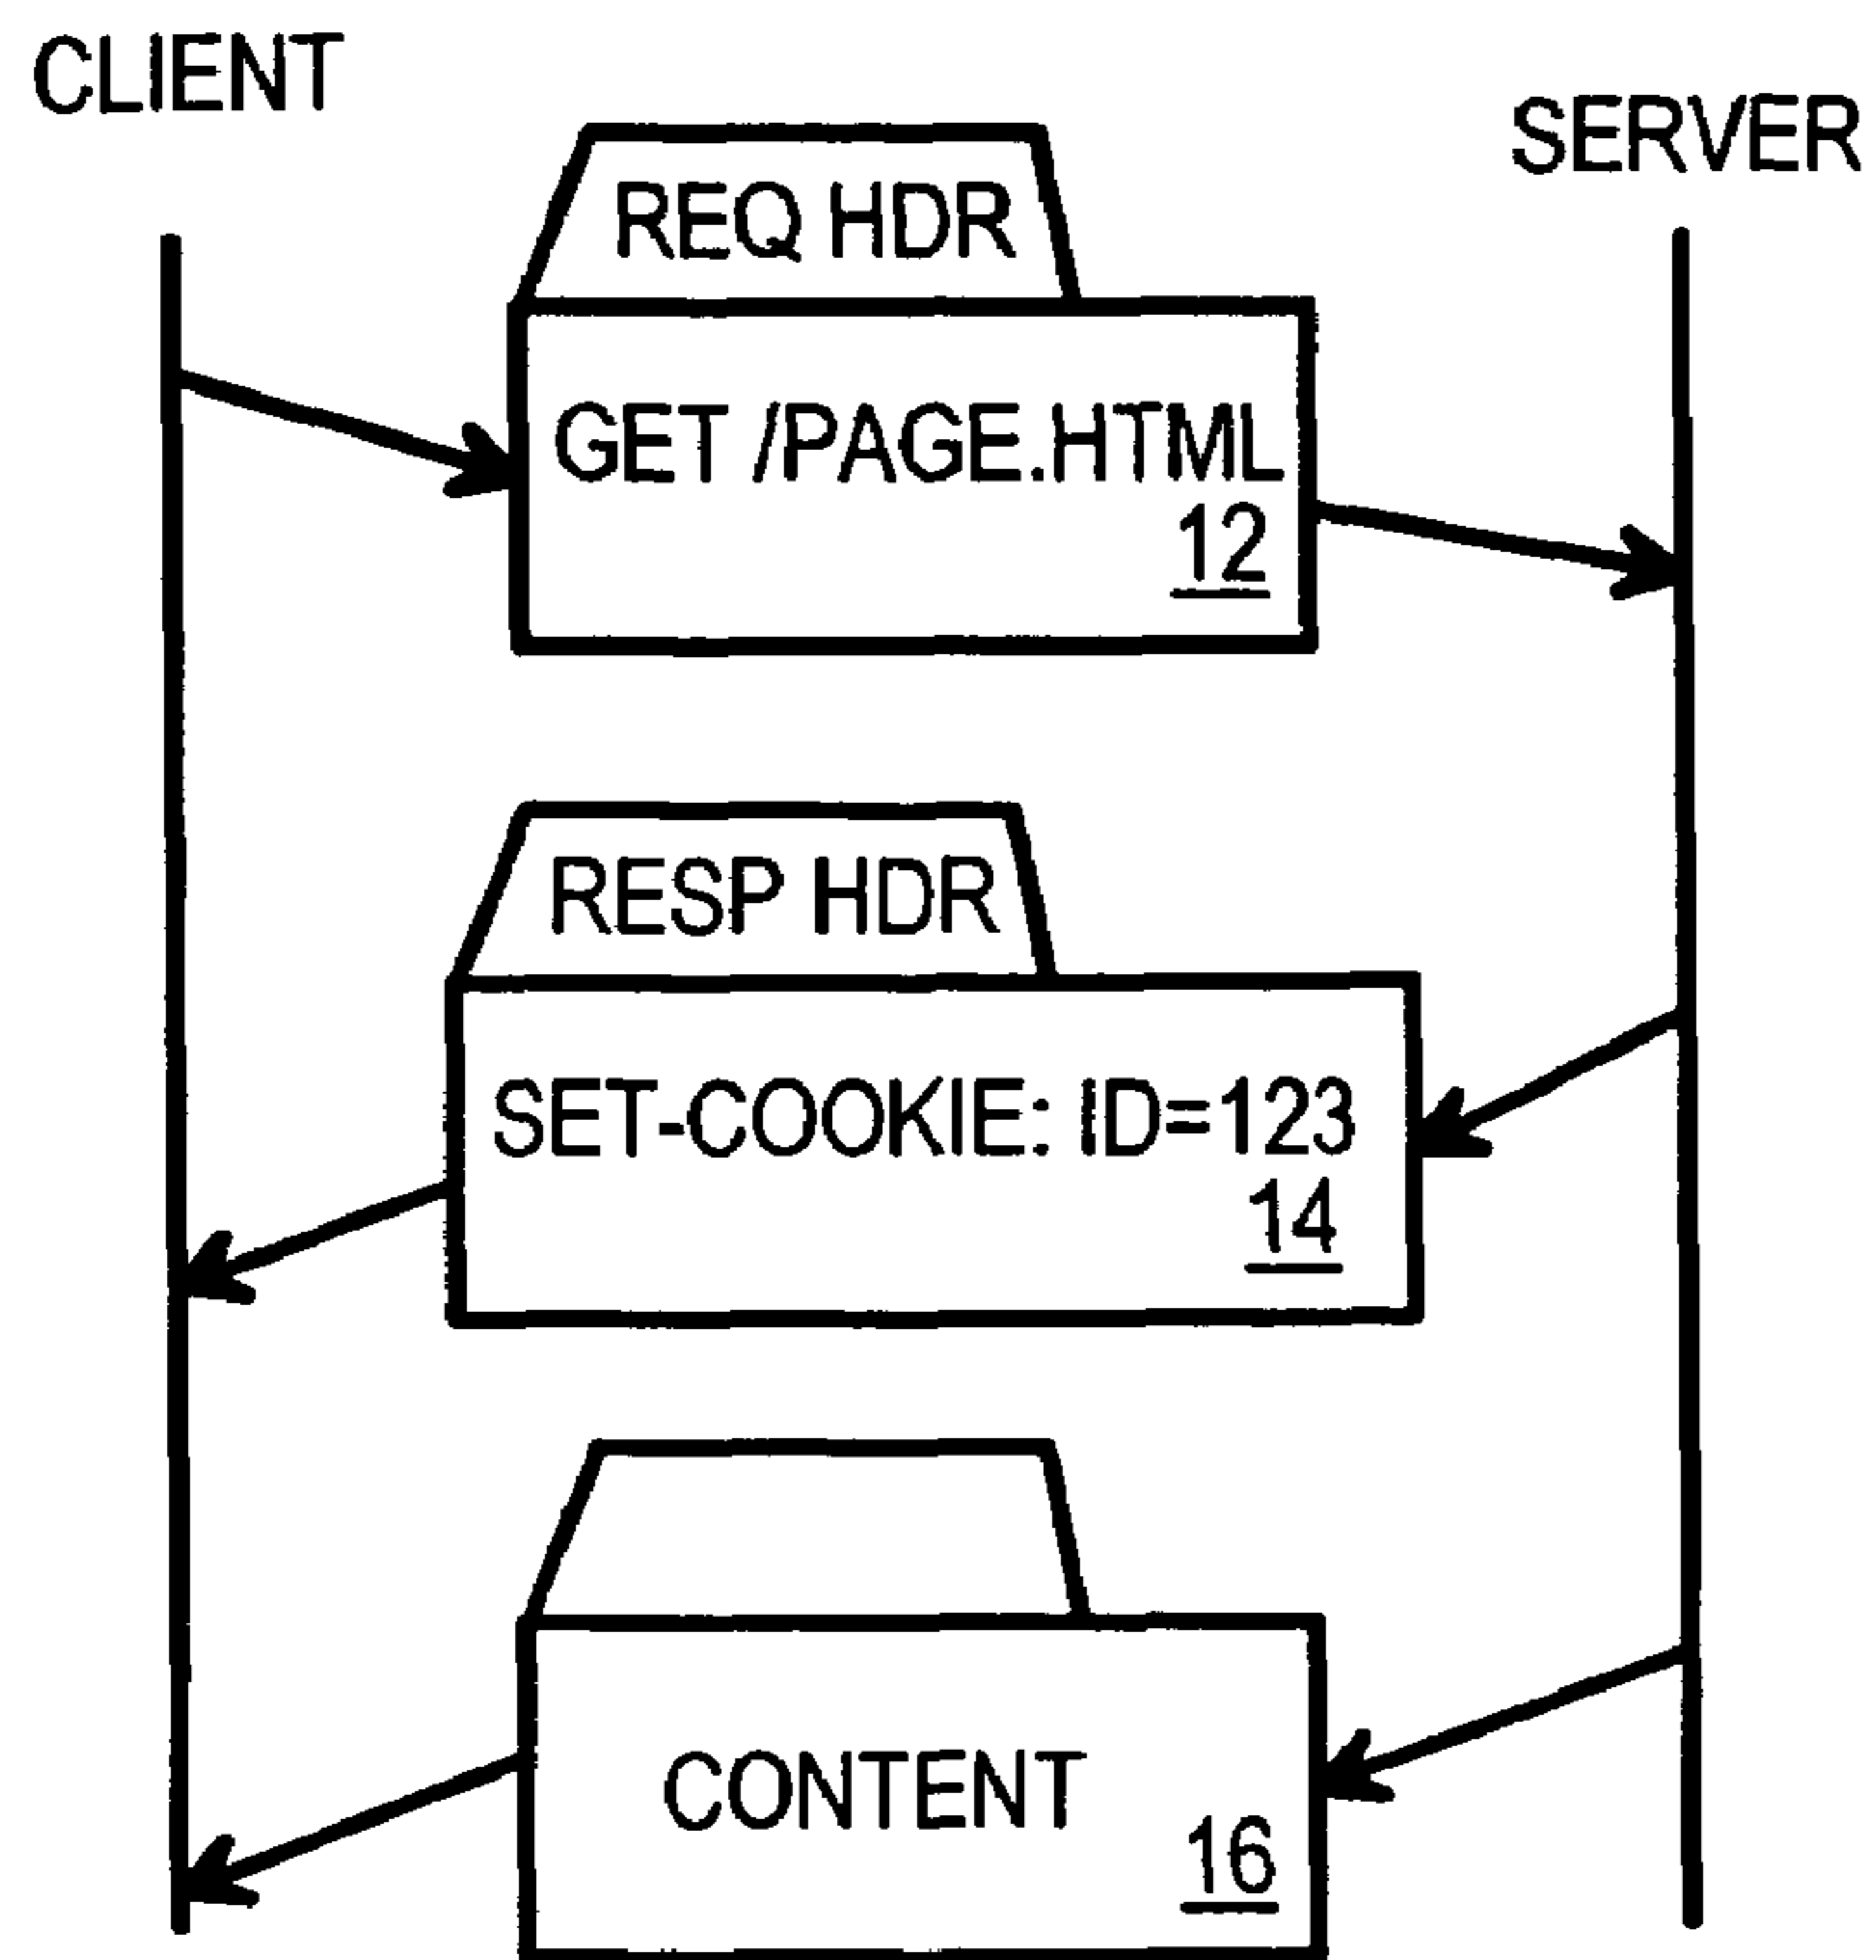 CLIENT
SERVER
REQ HDR
GET /PAGE.HTML
12
RESP HDR
SET-COOKIE: ID=123
14
CONTENT
16